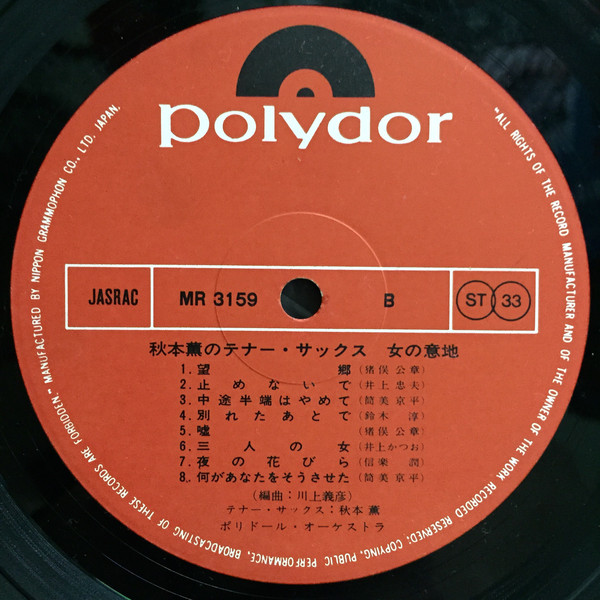 polydor
JASRAC MR 3159 B ST 33
秋本薫のテナー・サックス 女の意地
1. 望郷 (猪俣公章)
2. 止めないで (井上忠夫)
3. 中途半端はやめて (筒美京平)
4. 別れたあとで (鈴木淳)
5. 嘘 (猪俣公章)
6. 三人の女 (井上かつお)
7. 夜の花びら (信楽潤)
8. 何があなたをそうさせた (筒美京平)
(編曲:川上義彦)
テナー・サックス:秋本薫
ポリドール・オーケストラ
"ALL RIGHTS OF THE RECORD MANUFACTURER AND OF THE OWNER OF THE WORK RECORDED RESERVED: COPYING, PUBLIC PERFORMANCE, BROADCASTING OF THESE RECORDS ARE FORBIDDEN." MANUFACTURED BY NIPPON GRAMMOPHON CO., LTD. JAPAN.